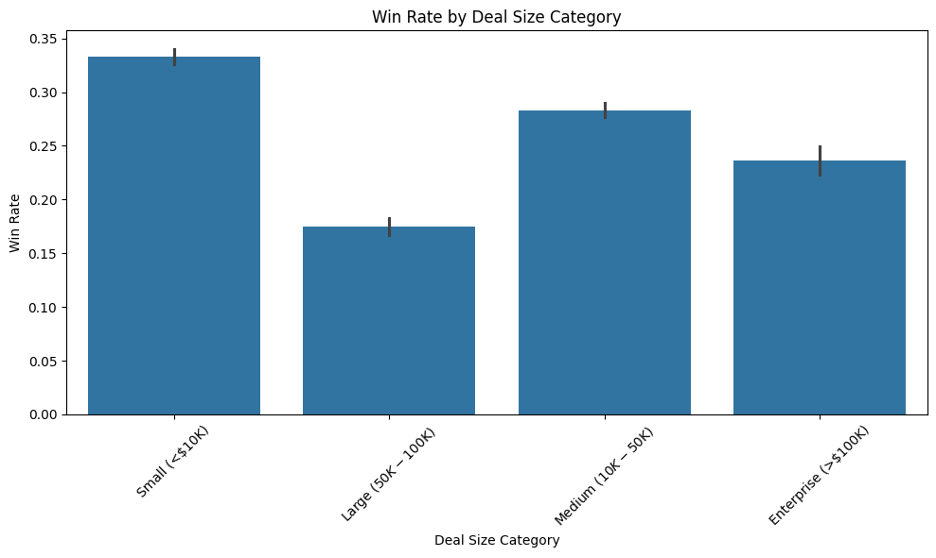 Win Rate by Deal Size Category
Win Rate
0.35
0.30
0.25
0.20
0.15
0.10
0.05
0.00
Small (<$10K)
Large (50K − 100K)
Medium (10K − 50K)
Enterprise (>$100K)
Deal Size Category